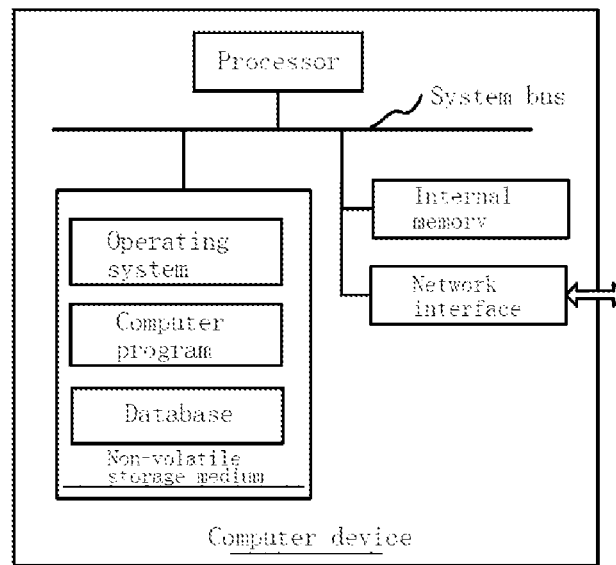 Processor
System bus
Internal
memory
Operating
system
Network
interface
Computer
program
Database
Non-volatile
storage medium
Computer device